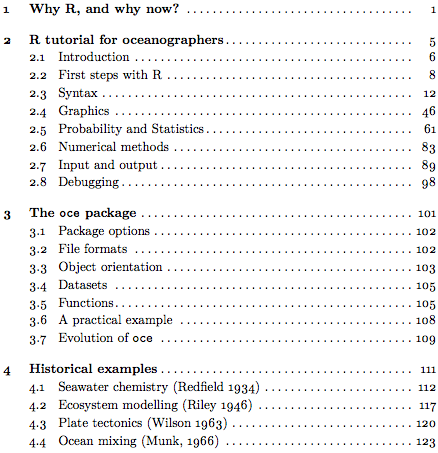 1 Why R, and why now? 1
2 R tutorial for oceanographers 5
2.1 Introduction 6
2.2 First steps with R 8
2.3 Syntax 12
2.4 Graphics 46
2.5 Probability and Statistics 61
2.6 Numerical methods 83
2.7 Input and output 89
2.8 Debugging 98
3 The oce package 101
3.1 Package options 102
3.2 File formats 102
3.3 Object orientation 103
3.4 Datasets 105
3.5 Functions 105
3.6 A practical example 108
3.7 Evolution of oce 109
4 Historical examples 111
4.1 Seawater chemistry (Redfield 1934) 112
4.2 Ecosystem modelling (Riley 1946) 117
4.3 Plate tectonics (Wilson 1963) 120
4.4 Ocean mixing (Munk, 1966) 123